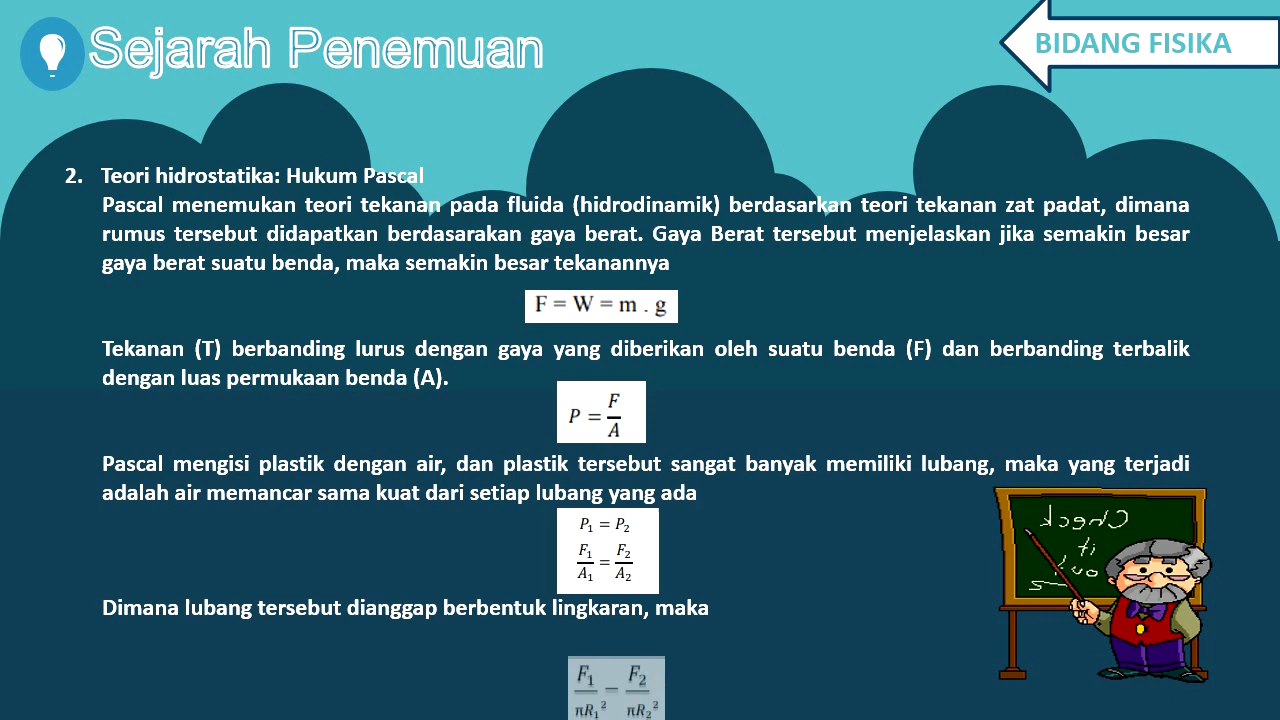 Sejarah Penemuan
BIDANG FISIKA
2. Teori hidrostatika: Hukum Pascal
Pascal menemukan teori tekanan pada fluida (hidrodinamik) berdasarkan teori tekanan zat padat, dimana
rumus tersebut didapatkan berdasarakan gaya berat. Gaya Berat tersebut menjelaskan jika semakin besar
gaya berat suatu benda, maka semakin besar tekanannya
F = W = m . g
Tekanan (T) berbanding lurus dengan gaya yang diberikan oleh suatu benda (F) dan berbanding terbalik
dengan luas permukaan benda (A).
P = F/A
Pascal mengisi plastik dengan air, dan plastik tersebut sangat banyak memiliki lubang, maka yang terjadi
adalah air memancar sama kuat dari setiap lubang yang ada
P₁ = P₂
F₁/A₁ = F₂/A₂
Dimana lubang tersebut dianggap berbentuk lingkaran, maka
F₁/πR₁² = F₂/πR₂²